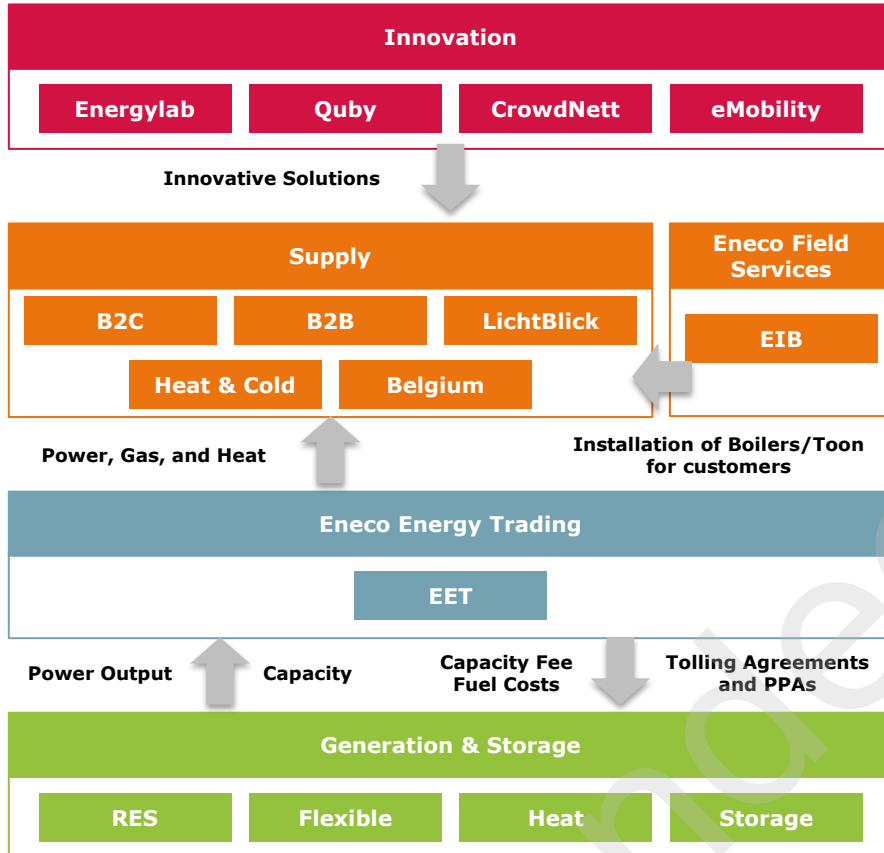 Innovation
Energylab Quby CrowdNett eMobility
Innovative Solutions
Supply
Eneco Field
Services
B2C B2B LichtBlick
EIB
Heat & Cold Belgium
Power, Gas, and Heat
Installation of Boilers/Toon
for customers
Eneco Energy Trading
EET
Power Output Capacity
Capacity Fee
Fuel Costs
Tolling Agreements
and PPAs
Generation & Storage
RES Flexible Heat Storage